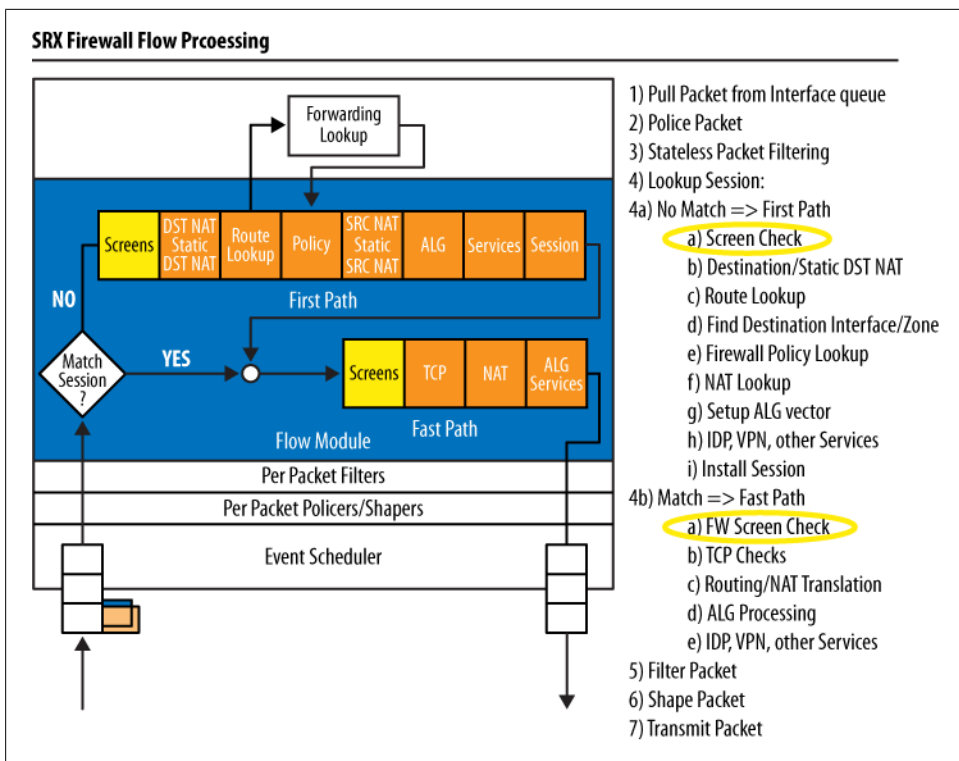 SRX Firewall Flow Prcoessing
Forwarding
Lookup
Screens
DST NAT
Static
DST NAT
Route
Lookup
Policy
SRC NAT
Static
SRC NAT
ALG
Services
Session
First Path
NO
YES
Match
Session
?
Screens
TCP
NAT
ALG
Services
Fast Path
Flow Module
Per Packet Filters
Per Packet Policers/Shapers
Event Scheduler
1) Pull Packet from Interface queue
2) Police Packet
3) Stateless Packet Filtering
4) Lookup Session:
4a) No Match => First Path
a) Screen Check
b) Destination/Static DST NAT
c) Route Lookup
d) Find Destination Interface/Zone
e) Firewall Policy Lookup
f) NAT Lookup
g) Setup ALG vector
h) IDP, VPN, other Services
i) Install Session
4b) Match => Fast Path
a) FW Screen Check
b) TCP Checks
c) Routing/NAT Translation
d) ALG Processing
e) IDP, VPN, other Services
5) Filter Packet
6) Shape Packet
7) Transmit Packet